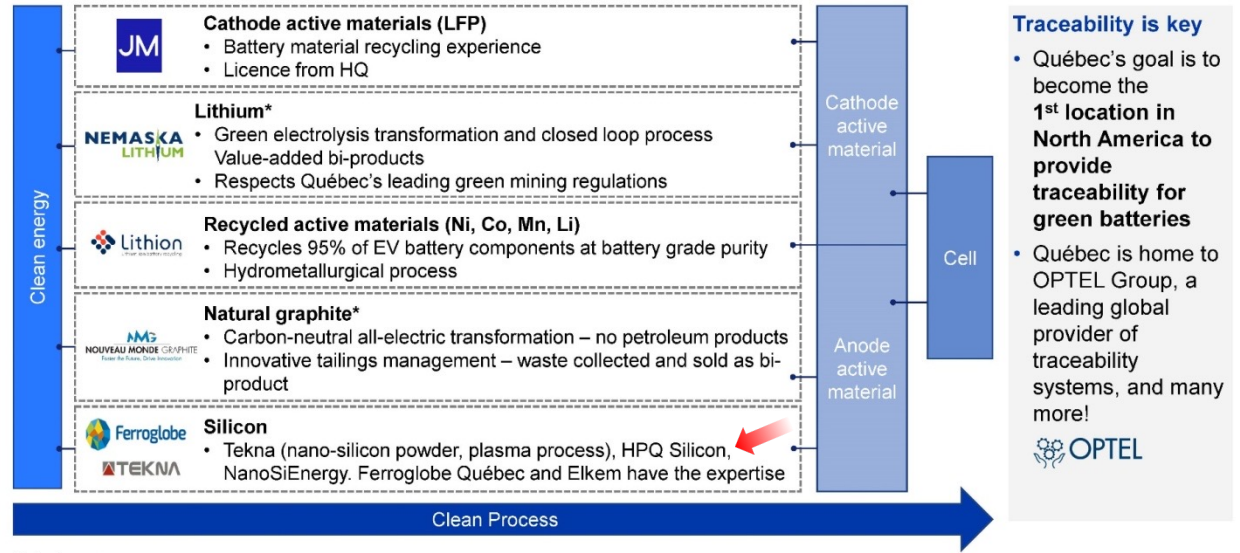 Clean energy
JM
Cathode active materials (LFP)
• Battery material recycling experience
• Licence from HQ
NEMASKA
LITHIUM
Lithium*
• Green electrolysis transformation and closed loop process
Value-added bi-products
• Respects Québec's leading green mining regulations
Lithion
Recycled active materials (Ni, Co, Mn, Li)
• Recycles 95% of EV battery components at battery grade purity
• Hydrometallurgical process
NMG
NOUVEAU MONDE GRAPHITE
Natural graphite*
• Carbon-neutral all-electric transformation – no petroleum products
• Innovative tailings management – waste collected and sold as bi-
product
Ferroglobe
TEKNA
Silicon
• Tekna (nano-silicon powder, plasma process), HPQ Silicon,
NanoSiEnergy. Ferroglobe Québec and Elkem have the expertise
Cathode
active
material
Anode
active
material
Cell
Clean Process
Traceability is key
• Québec's goal is to
become the
1st location in
North America to
provide
traceability for
green batteries
• Québec is home to
OPTEL Group, a
leading global
provider of
traceability
systems, and many
more!
OPTEL